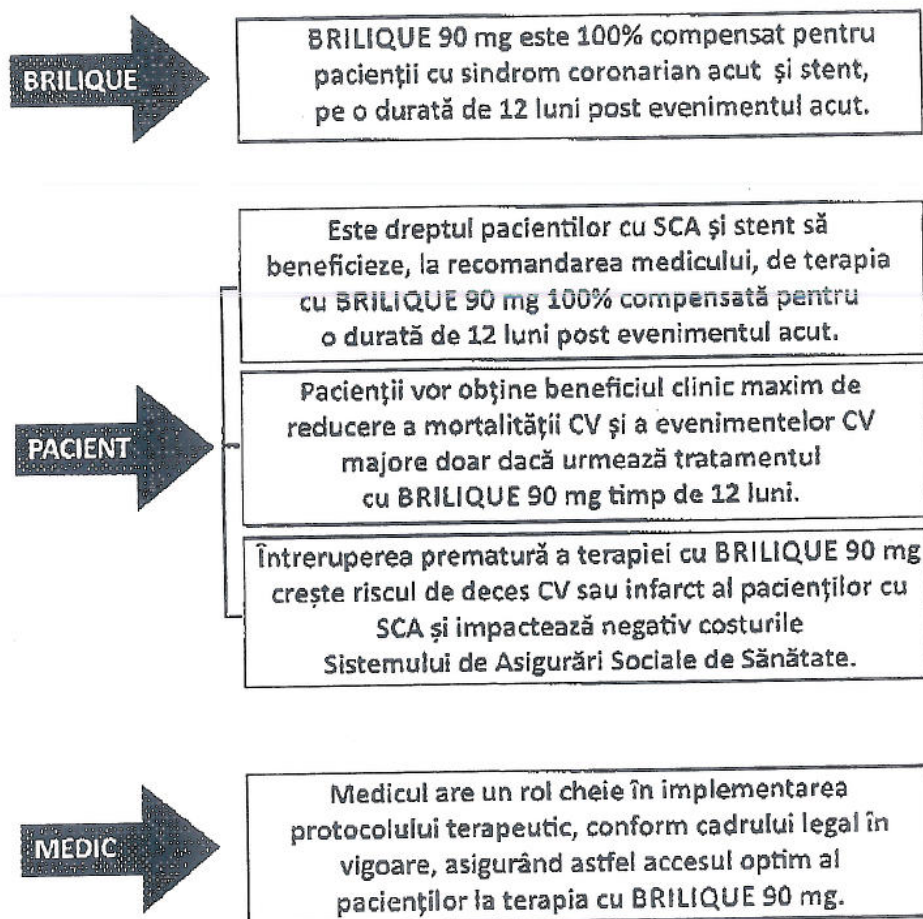 BRILIQUE
BRILIQUE 90 mg este 100% compensat pentru
pacienții cu sindrom coronarian acut și stent,
pe o durată de 12 luni post evenimentul acut.
PACIENT
Este dreptul pacientilor cu SCA și stent să
beneficieze, la recomandarea medicului, de terapia
cu BRILIQUE 90 mg 100% compensată pentru
o durată de 12 luni post evenimentul acut.
Pacienții vor obține beneficiul clinic maxim de
reducere a mortalității CV și a evenimentelor CV
majore doar dacă urmează tratamentul
cu BRILIQUE 90 mg timp de 12 luni.
Întreruperea prematură a terapiei cu BRILIQUE 90 mg
crește riscul de deces CV sau infarct al pacienților cu
SCA și impactează negativ costurile
Sistemului de Asigurări Sociale de Sănătate.
MEDIC
Medicul are un rol cheie în implementarea
protocolului terapeutic, conform cadrului legal în
vigoare, asigurând astfel accesul optim al
pacienților la terapia cu BRILIQUE 90 mg.